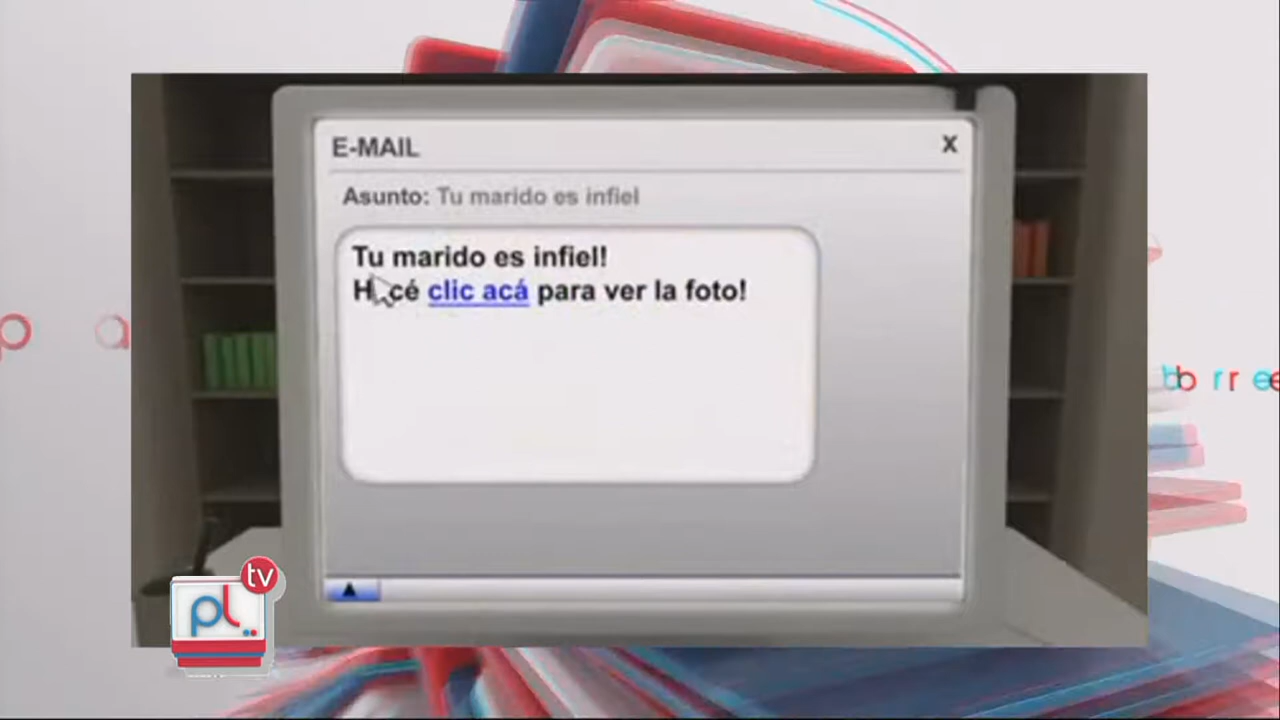 E-MAIL X
Asunto: Tu marido es infiel
Tu marido es infiel!
Hacé clic acá para ver la foto!
tv
pl..
p a
b rre